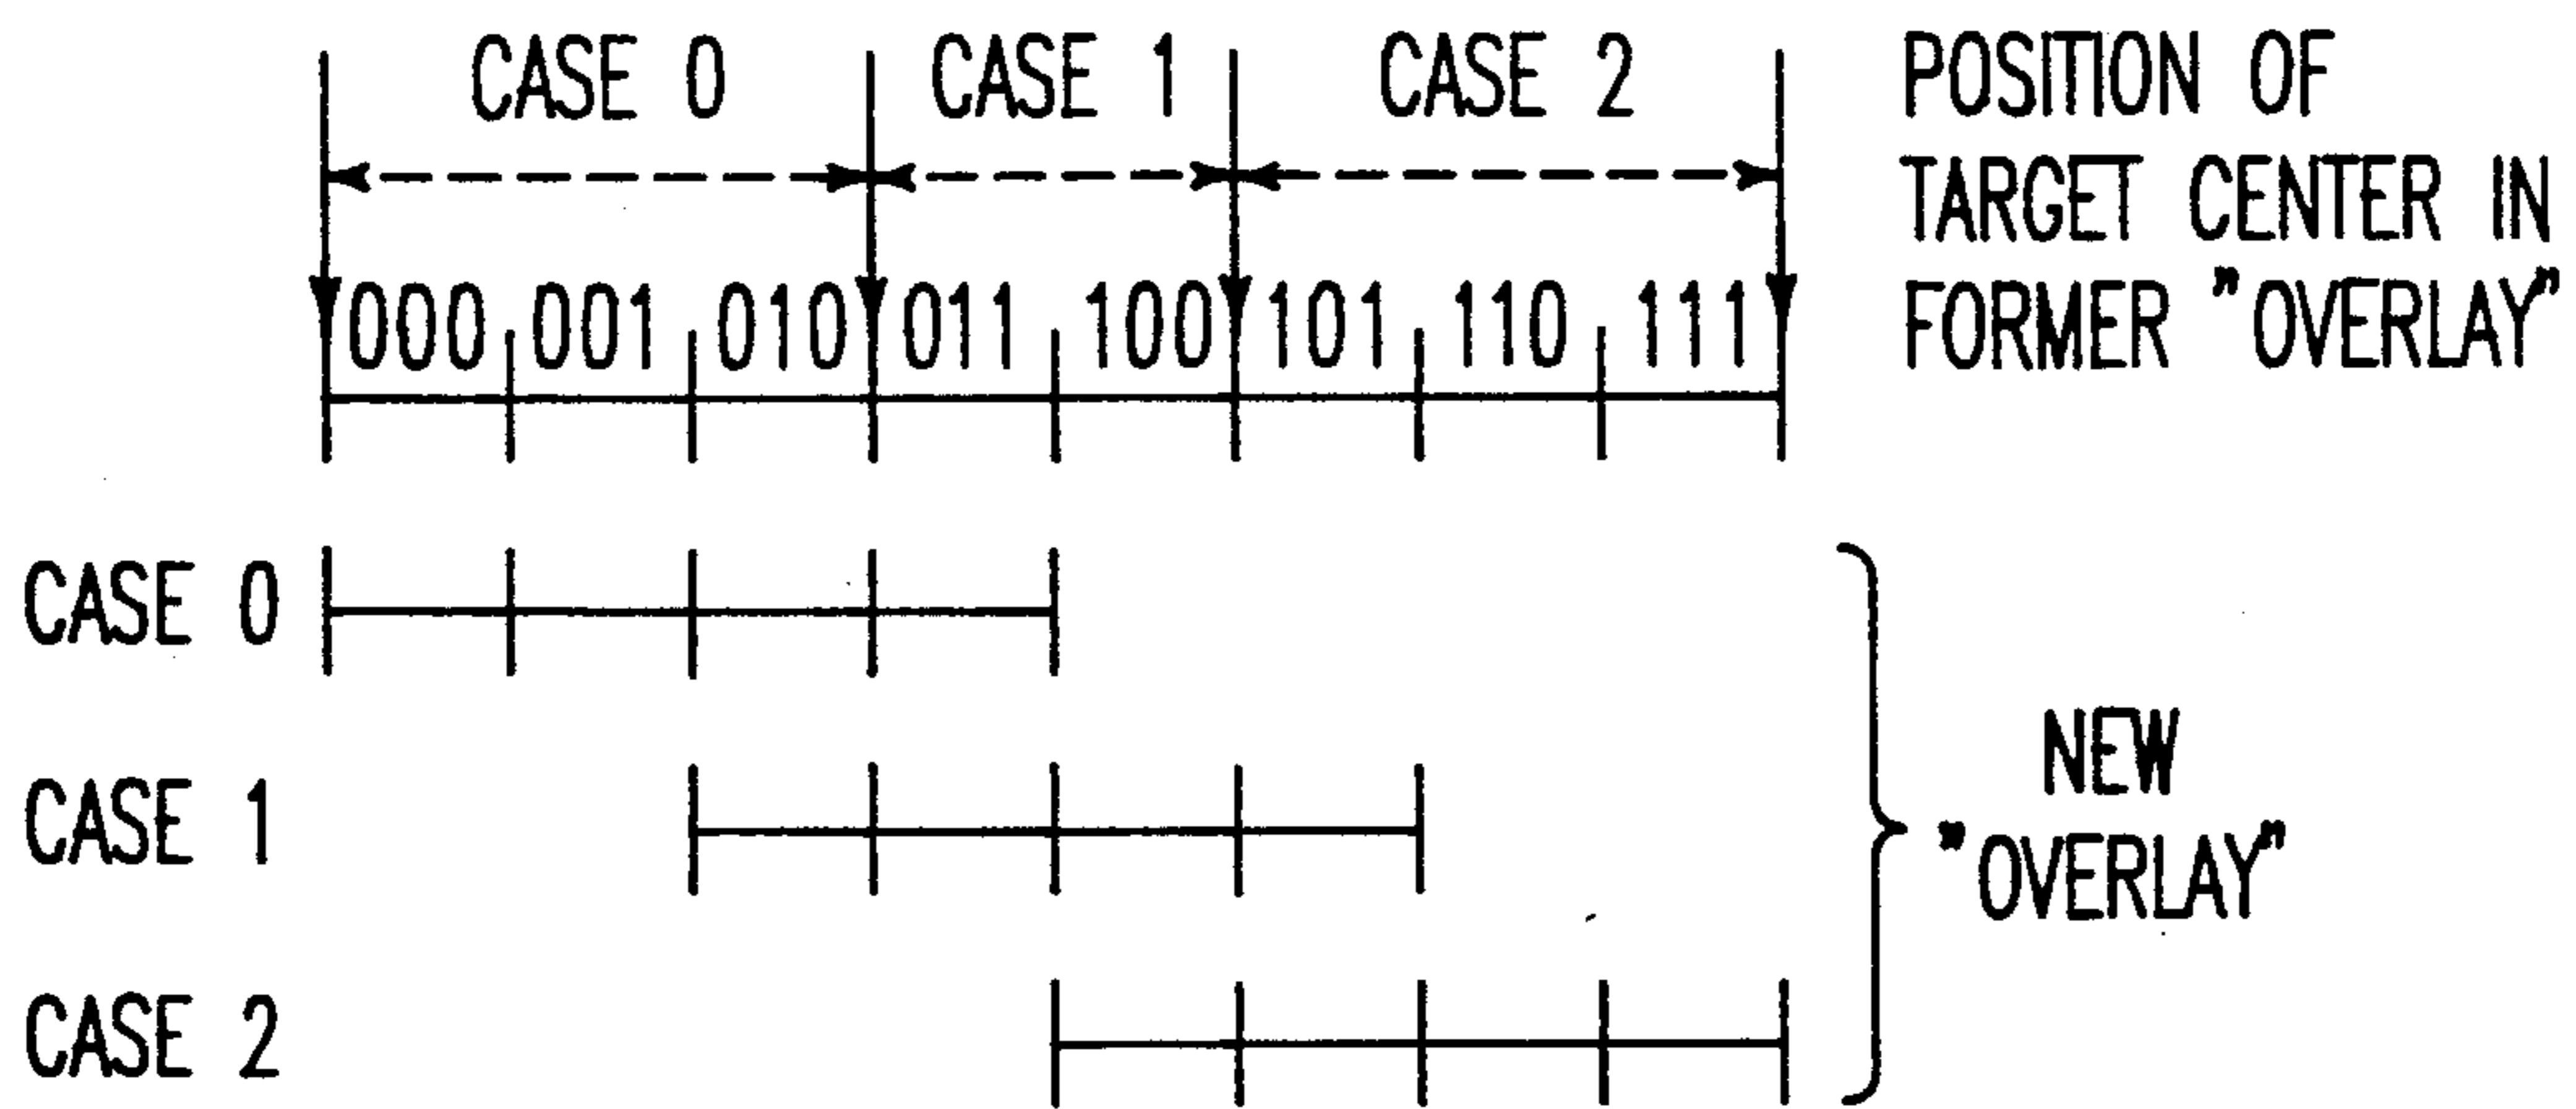 CASE 0 CASE 1 CASE 2
POSITION OF
TARGET CENTER IN
FORMER "OVERLAY"
000 001 010 011 100 101 110 111
CASE 0
CASE 1
CASE 2
NEW
"OVERLAY"